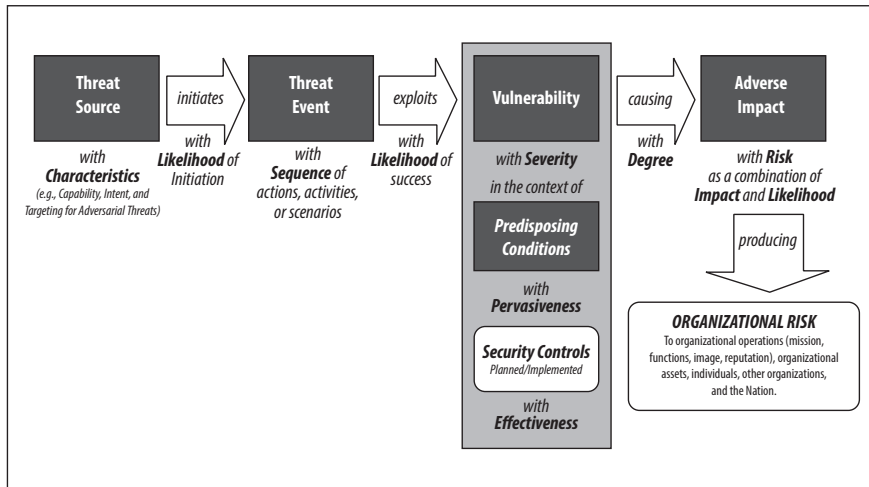 Threat
Source
initiates
Threat
Event
exploits
Vulnerability
causing
Adverse
Impact
with
Characteristics
(e.g., Capability, Intent, and
Targeting for Adversarial Threats)
with
Likelihood of
Initiation
with
Sequence of
actions, activities,
or scenarios
with
Likelihood of
success
with Severity
in the context of
Predisposing
Conditions
with
Pervasiveness
Security Controls
Planned/Implemented
with
Effectiveness
with
Degree
with Risk
as a combination of
Impact and Likelihood
producing
ORGANIZATIONAL RISK
To organizational operations (mission,
functions, image, reputation), organizational
assets, individuals, other organizations,
and the Nation.